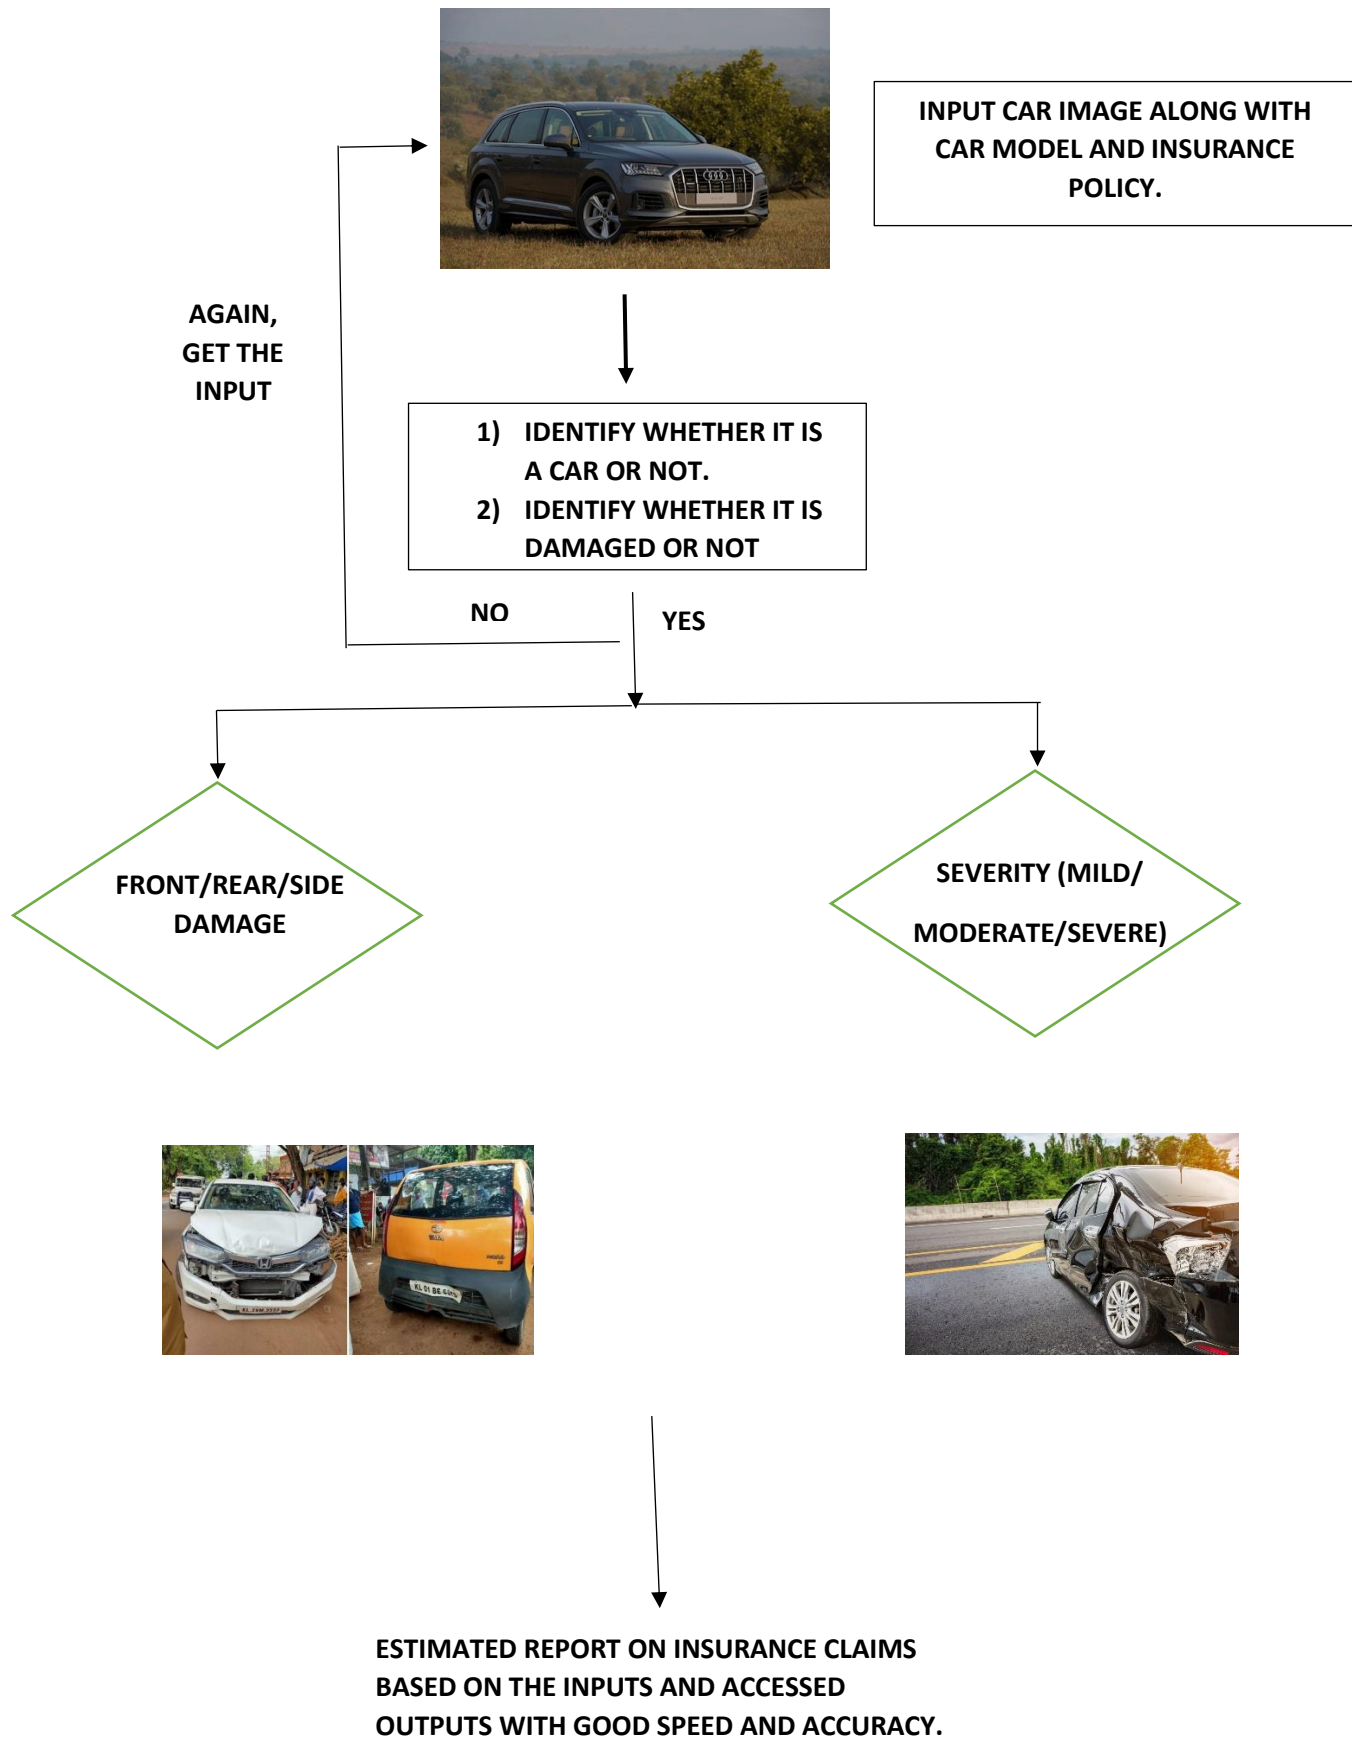 INPUT CAR IMAGE ALONG WITH
CAR MODEL AND INSURANCE
POLICY.
AGAIN,
GET THE
INPUT
1) IDENTIFY WHETHER IT IS
A CAR OR NOT.
2) IDENTIFY WHETHER IT IS
DAMAGED OR NOT
NO
YES
FRONT/REAR/SIDE
DAMAGE
SEVERITY (MILD/
MODERATE/SEVERE)
KL 01 BE
ESTIMATED REPORT ON INSURANCE CLAIMS
BASED ON THE INPUTS AND ACCESSED
OUTPUTS WITH GOOD SPEED AND ACCURACY.